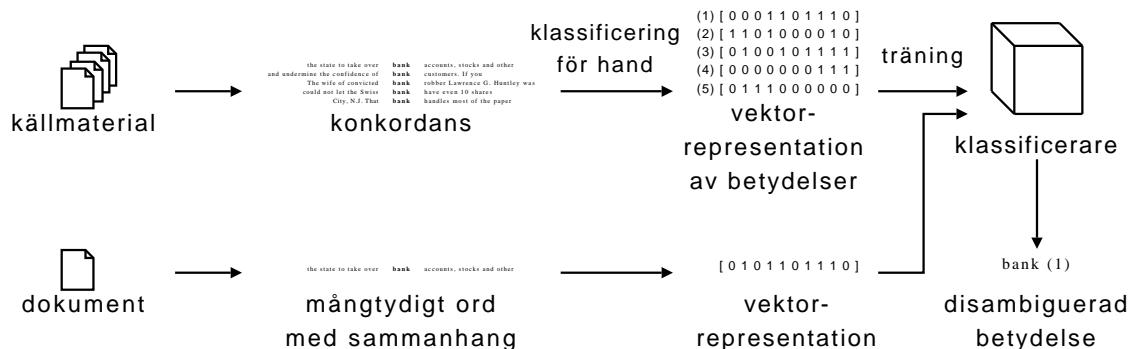 the state to take over bank accounts, stocks and other
and undermine the confidence of bank customers. If you
The wife of convicted bank robber Lawrence G. Huntley was
could not let the Swiss bank have even 10 shares
City, N.J. That bank handles most of the paper
källmaterial
konkordans
klassificering
för hand
(1) [ 0 0 0 1 1 0 1 1 1 0 ]
(2) [ 1 1 0 1 0 0 0 0 1 0 ]
(3) [ 0 1 0 0 1 0 1 1 1 1 ]
(4) [ 0 0 0 0 0 0 0 1 1 1 ]
(5) [ 0 1 1 1 0 0 0 0 0 0 ]
vektor-
representation
av betydelser
träning
klassificerare
dokument
the state to take over bank accounts, stocks and other
mångtydigt ord
med sammanhang
[ 0 1 0 1 1 0 1 1 1 0 ]
vektor-
representation
bank (1)
disambiguerad
betydelse